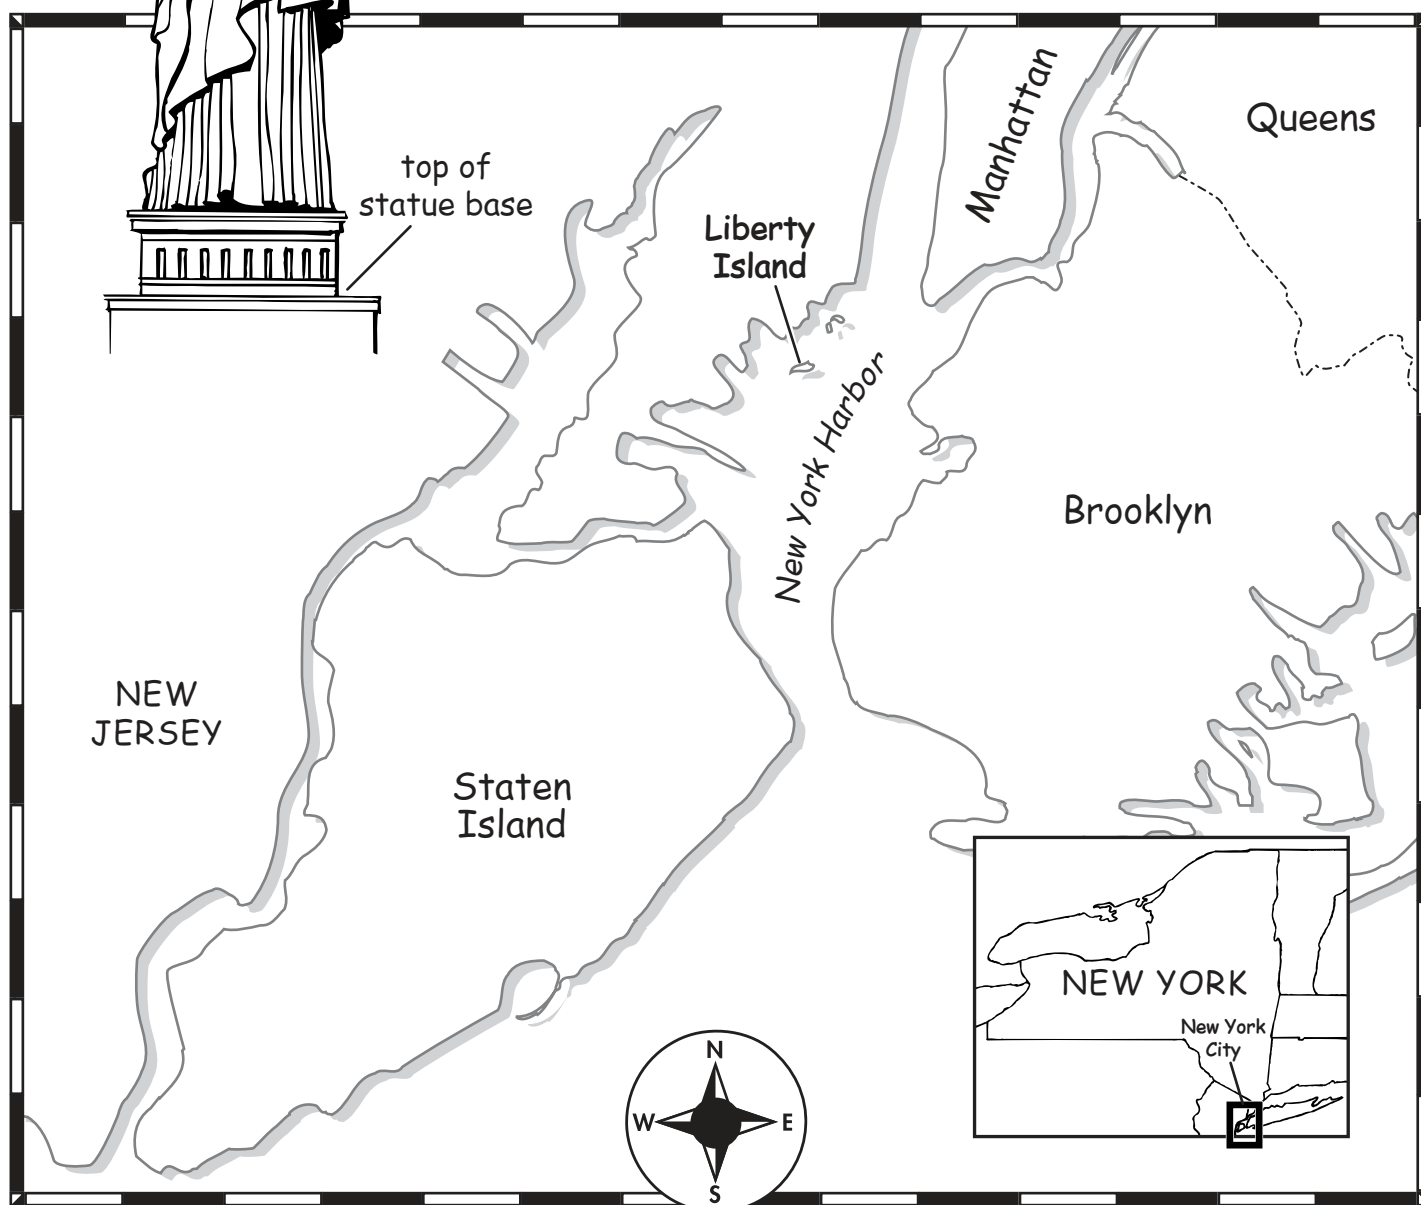 Manhattan
Queens
top of
statue base
Liberty
Island
New York Harbor
Brooklyn
NEW
JERSEY
Staten
Island
NEW YORK
New York
City
N
W
E
S